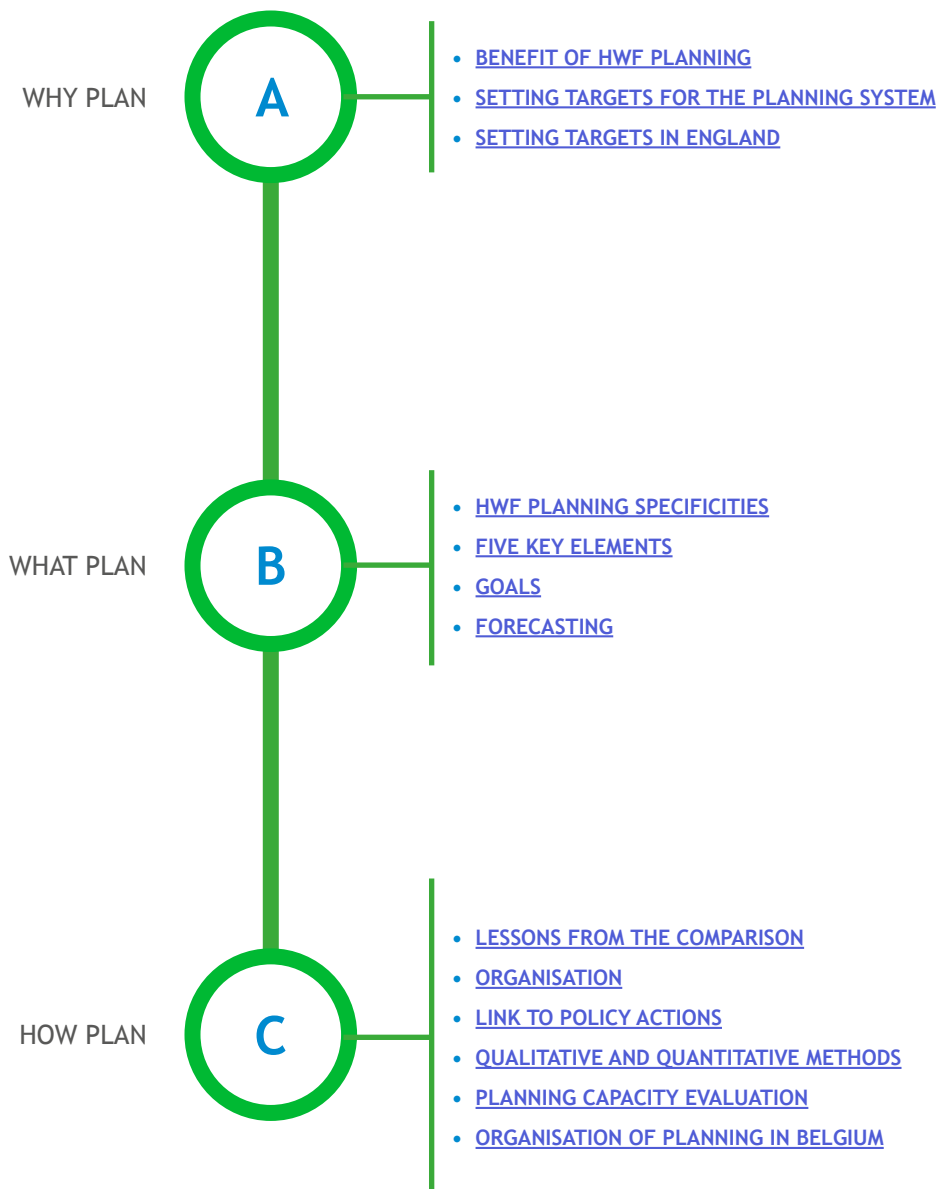 WHY PLAN
A
• BENEFIT OF HWF PLANNING
• SETTING TARGETS FOR THE PLANNING SYSTEM
• SETTING TARGETS IN ENGLAND
WHAT PLAN
B
• HWF PLANNING SPECIFICITIES
• FIVE KEY ELEMENTS
• GOALS
• FORECASTING
HOW PLAN
C
• LESSONS FROM THE COMPARISON
• ORGANISATION
• LINK TO POLICY ACTIONS
• QUALITATIVE AND QUANTITATIVE METHODS
• PLANNING CAPACITY EVALUATION
• ORGANISATION OF PLANNING IN BELGIUM